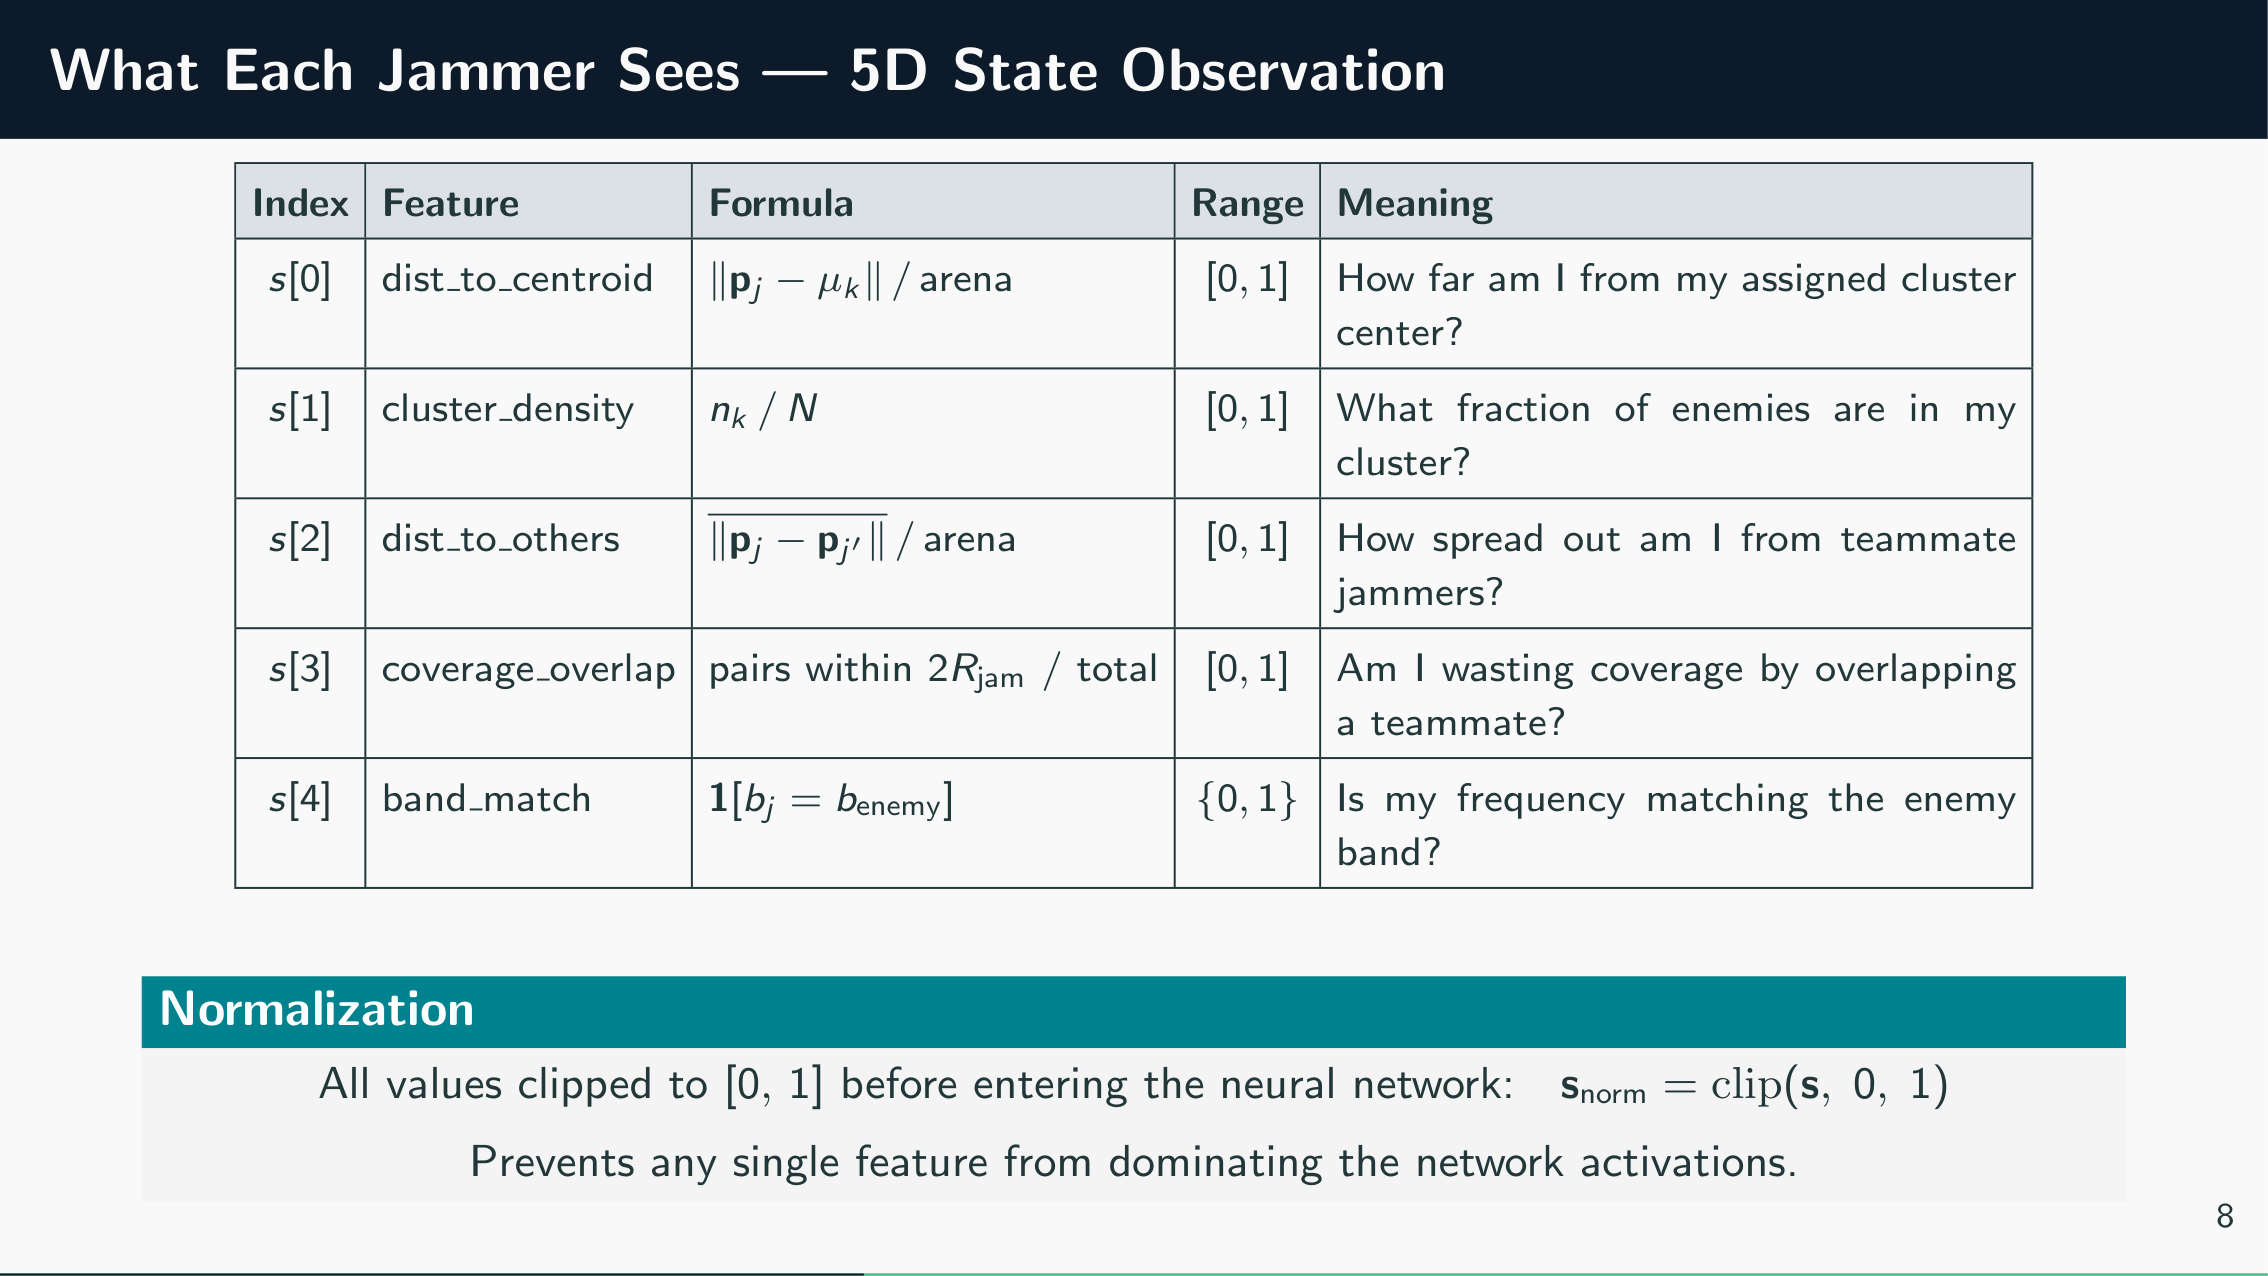 What Each Jammer Sees — 5D State Observation
Index Feature Formula Range Meaning
s[0] dist_to_centroid ‖p_j − μ_k‖ / arena [0, 1] How far am I from my assigned cluster
center?
s[1] cluster_density n_k / N [0, 1] What fraction of enemies are in my
cluster?
s[2] dist_to_others \overline{‖p_j − p_{j′}‖} / arena [0, 1] How spread out am I from teammate
jammers?
s[3] coverage_overlap pairs within 2R_jam / total [0, 1] Am I wasting coverage by overlapping
a teammate?
s[4] band_match 1[b_j = b_enemy] {0, 1} Is my frequency matching the enemy
band?
Normalization
All values clipped to [0, 1] before entering the neural network: s_norm = clip(s, 0, 1)
Prevents any single feature from dominating the network activations.
8